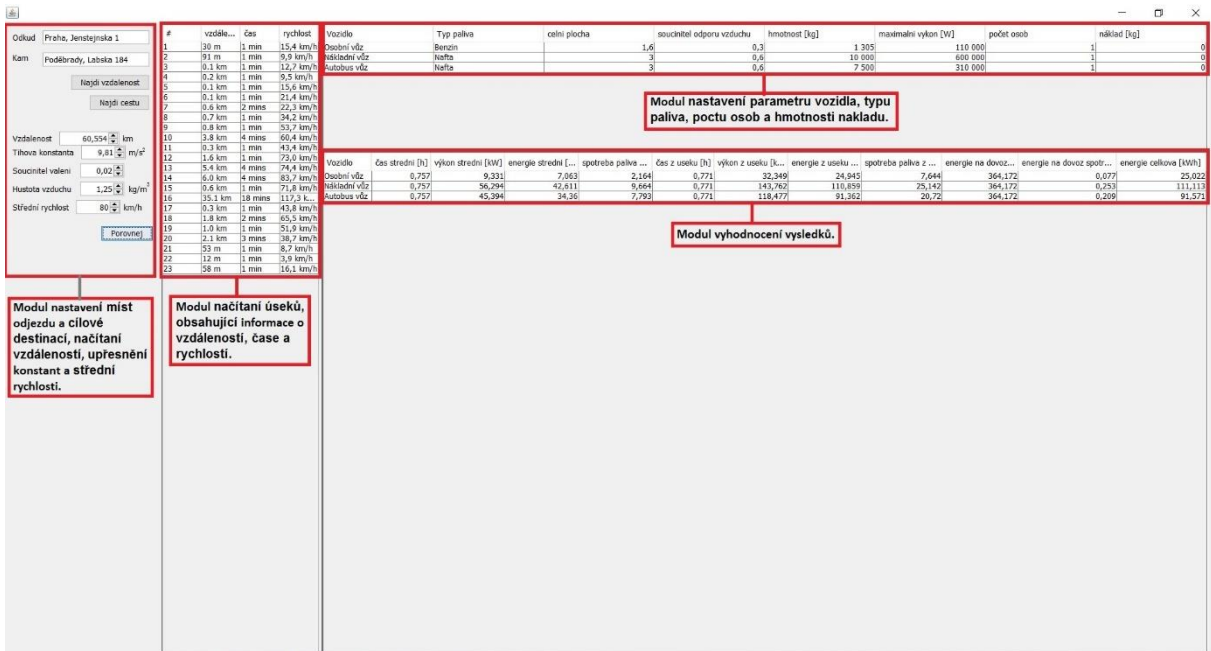 Odkud Praha, Jenstejnska 1
Kam Poděbrady, Labska 184
Najdi vzdalenost
Najdi cestu
Vzdalenost 60,554 km
Tihova konstanta 9,81 m/s²
Soucinitel valeni 0,02
Hustota vzduchu 1,25 kg/m³
Střední rychlost 80 km/h
Porovnej
Modul nastavení míst
odjezdu a cílové
destinací, načítaní
vzdáleností, upřesnění
konstant a střední
rychlosti.
# vzdále... čas rychlost
1 30 m 1 min 15,4 km/h
2 91 m 1 min 9,9 km/h
3 0.1 km 1 min 12,7 km/h
4 0.2 km 1 min 9,5 km/h
5 0.1 km 1 min 15,6 km/h
6 0.1 km 1 min 21,4 km/h
7 0.6 km 2 mins 22,3 km/h
8 0.7 km 1 min 34,2 km/h
9 0.8 km 1 min 53,7 km/h
10 3.8 km 4 mins 60,4 km/h
11 0.3 km 1 min 43,4 km/h
12 1.6 km 1 min 73,0 km/h
13 5.4 km 4 mins 74,4 km/h
14 6.0 km 4 mins 83,7 km/h
15 0.6 km 1 min 71,8 km/h
16 35.1 km 18 mins 117,3 k...
17 0.3 km 1 min 43,8 km/h
18 1.8 km 2 mins 65,5 km/h
19 1.0 km 1 min 51,9 km/h
20 2.1 km 3 mins 38,7 km/h
21 53 m 1 min 8,7 km/h
22 12 m 1 min 3,9 km/h
23 58 m 1 min 16,1 km/h
Modul načítaní úseků,
obsahující informace o
vzdáleností, čase a
rychlostí.
Vozidlo Typ paliva celni plocha soucinitel odporu vzduchu hmotnost [kg] maximalni vykon [W] počet osob náklad [kg]
Osobní vůz Benzin 1,6 0,3 1 305 110 000 1 0
Nákladní vůz Nafta 3 0,6 10 000 600 000 1 0
Autobus vůz Nafta 3 0,6 7 500 310 000 1 0
Modul nastavení parametru vozidla, typu
paliva, poctu osob a hmotnosti nakladu.
Vozidlo čas stredni [h] výkon stredni [kW] energie stredni [... spotreba paliva ... čas z useku [h] výkon z useku [k... energie z useku ... spotreba paliva z ... energie na dovoz... energie na dovoz spotr... energie celkova [kWh]
Osobní vůz 0,757 9,331 7,063 2,164 0,771 32,349 24,945 7,644 364,172 0,077 25,022
Nákladní vůz 0,757 56,294 42,611 9,664 0,771 143,762 110,859 25,142 364,172 0,253 111,113
Autobus vůz 0,757 45,394 34,36 7,793 0,771 118,477 91,362 20,72 364,172 0,209 91,571
Modul vyhodnocení vysledků.